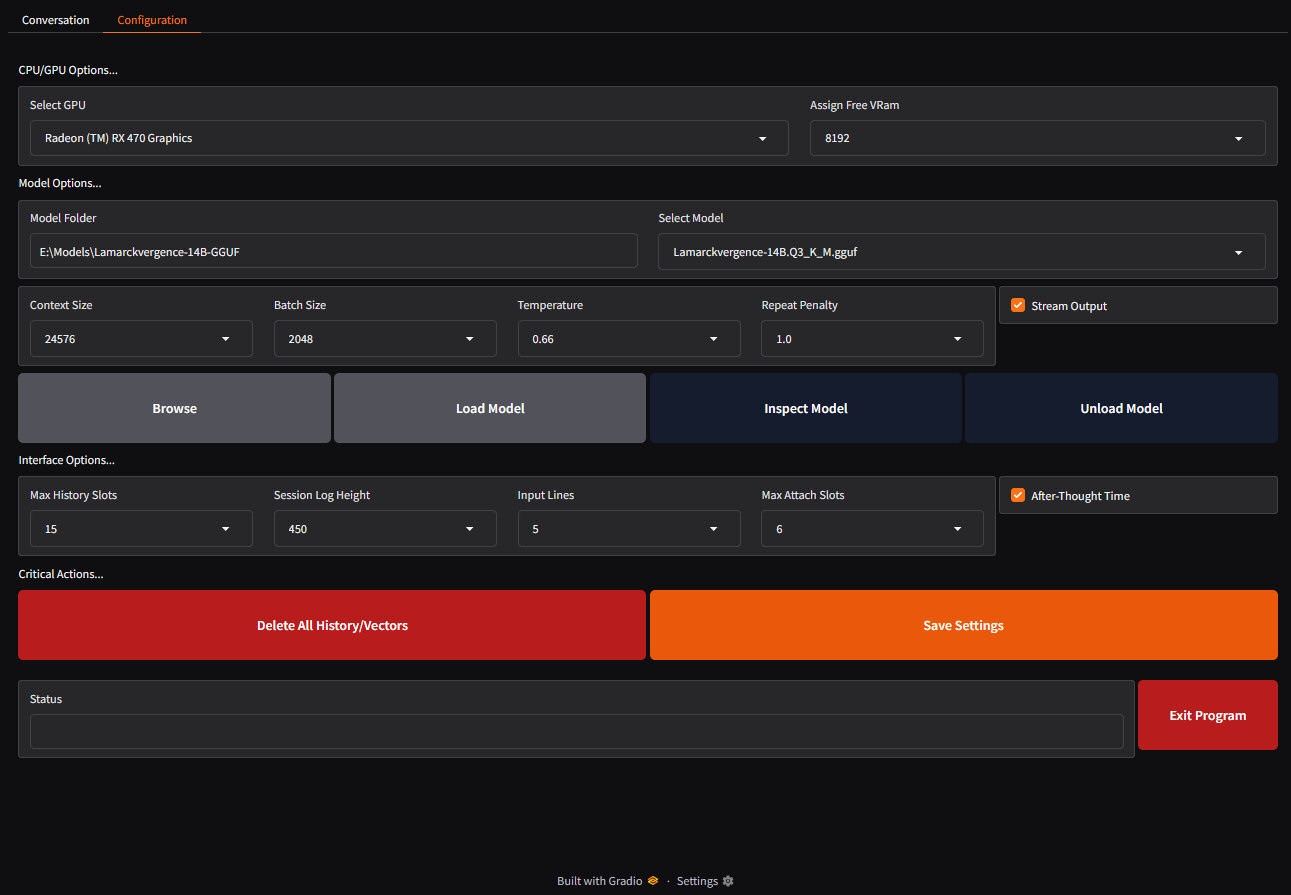 Conversation Configuration
CPU/GPU Options...
Select GPU Assign Free VRam
Radeon (TM) RX 470 Graphics 8192
Model Options...
Model Folder Select Model
E:\Models\Lamarckvergence-14B-GGUF Lamarckvergence-14B.Q3_K_M.gguf
Context Size Batch Size Temperature Repeat Penalty Stream Output
24576 2048 0.66 1.0
Browse Load Model Inspect Model Unload Model
Interface Options...
Max History Slots Session Log Height Input Lines Max Attach Slots After-Thought Time
15 450 5 6
Critical Actions...
Delete All History/Vectors Save Settings
Status
Exit Program
Built with Gradio · Settings